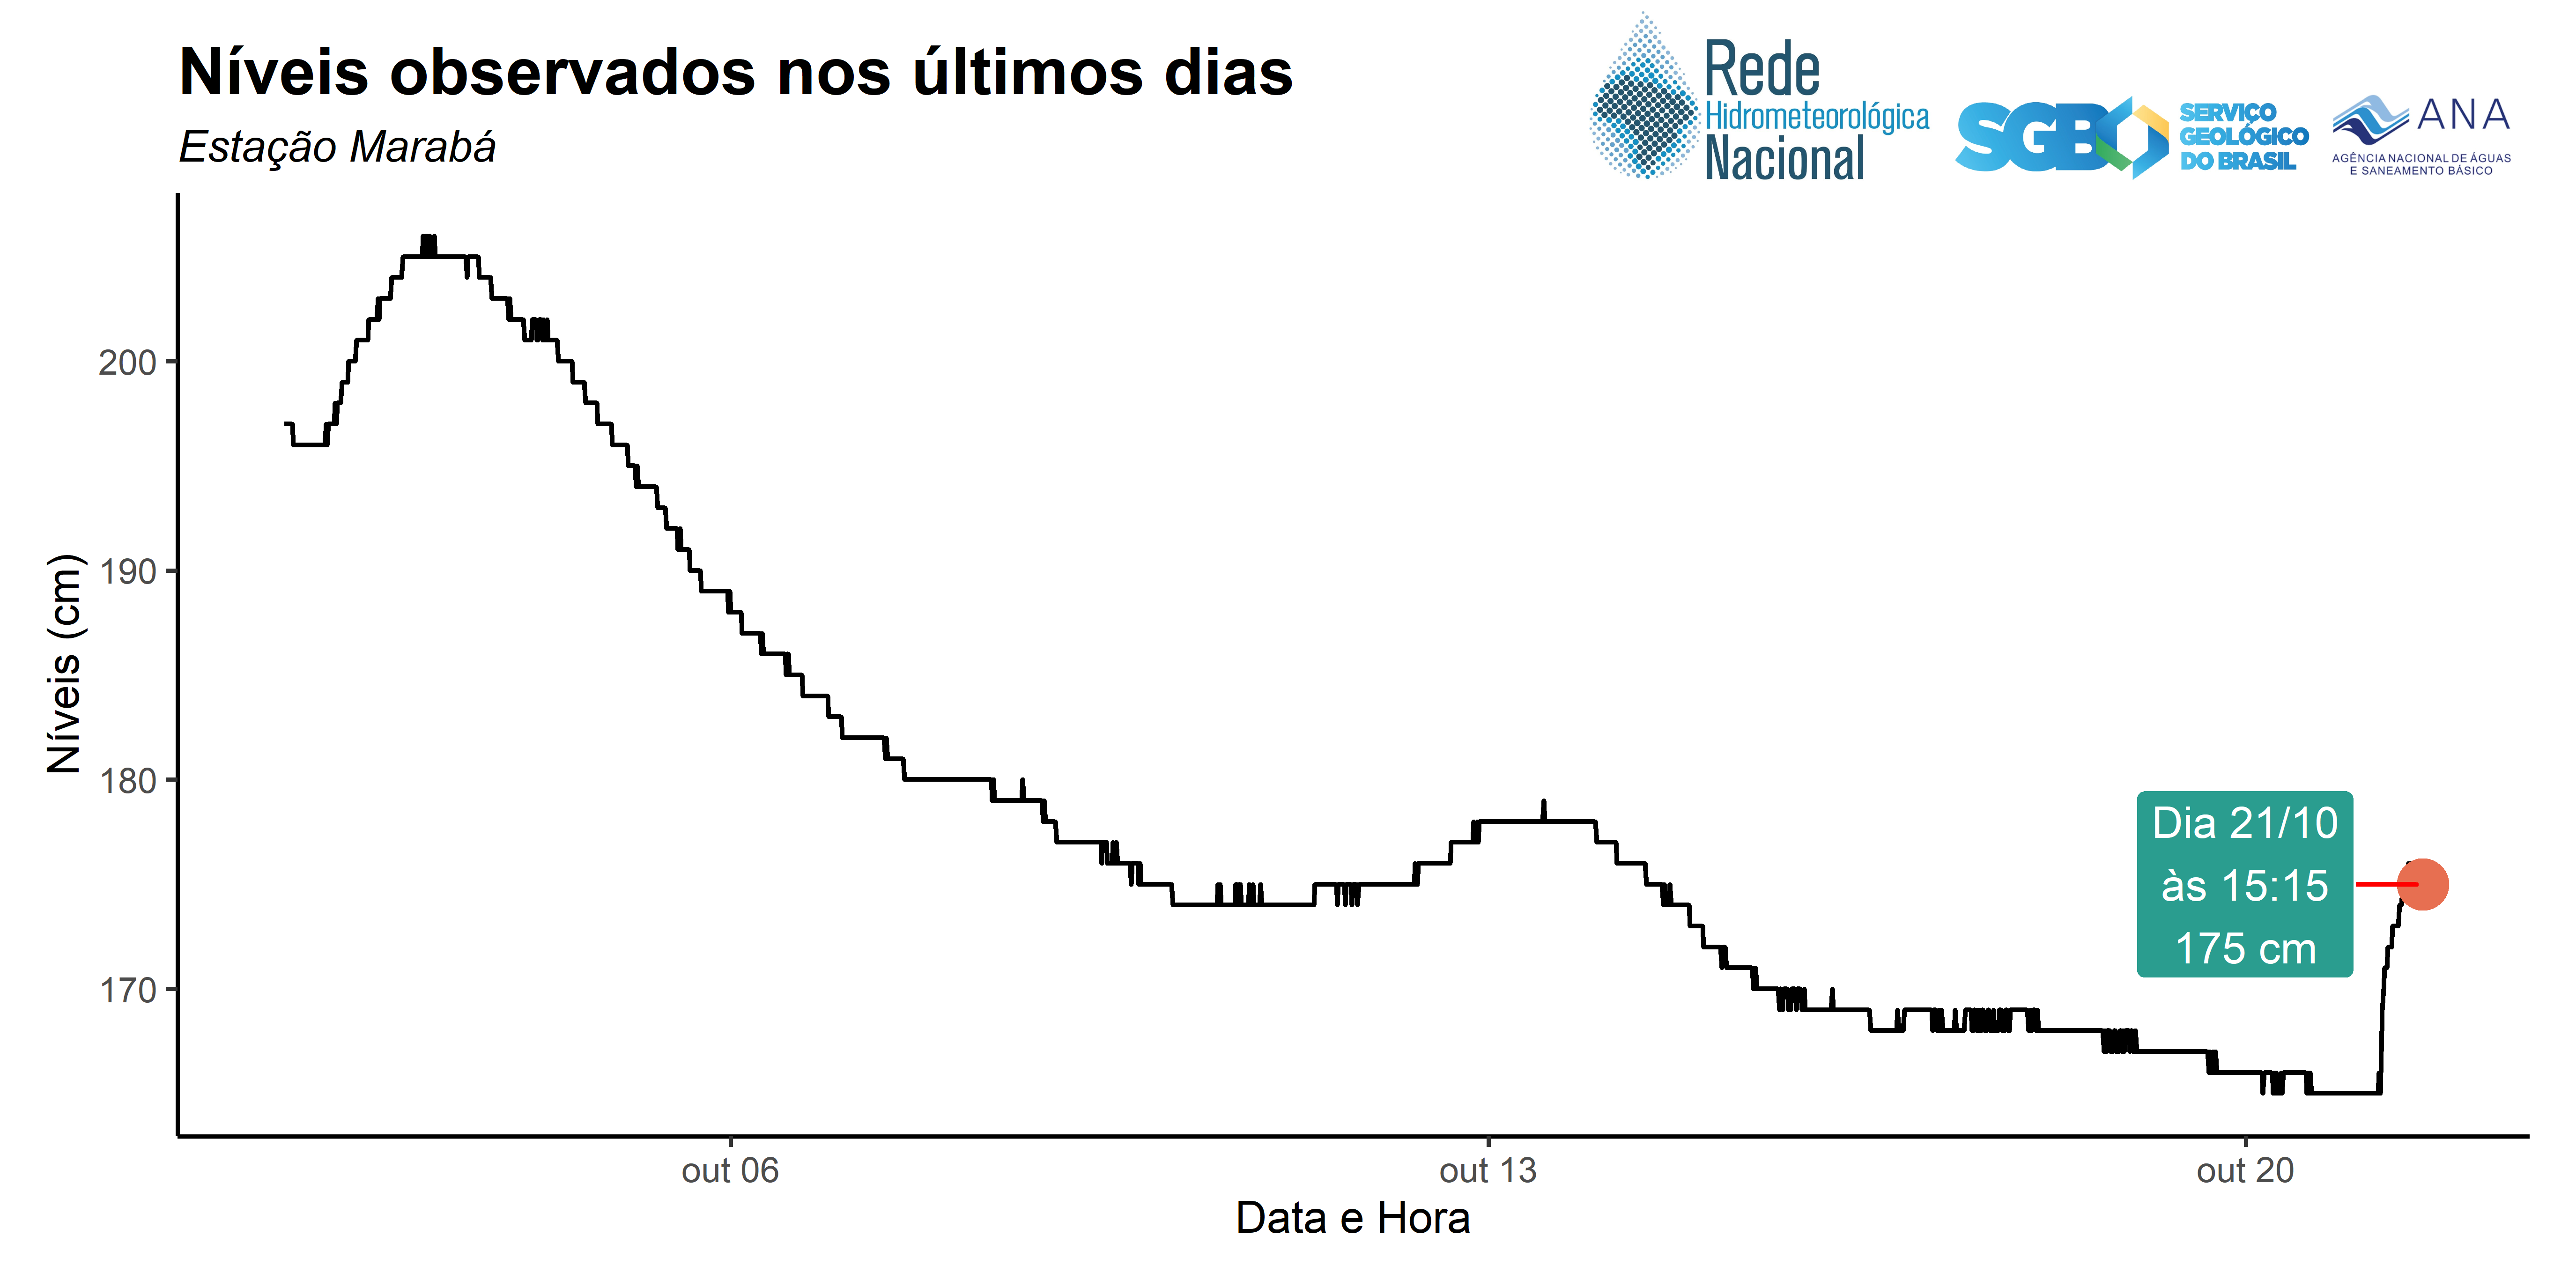 Níveis observados nos últimos dias
Estação Marabá
Rede
Hidrometeorológica
Nacional
SGB
SERVIÇO
GEOLÓGICO
DO BRASIL
ANA
AGÊNCIA NACIONAL DE ÁGUAS
E SANEAMENTO BÁSICO
Níveis (cm)
200
190
180
170
Dia 21/10
às 15:15
175 cm
out 06
out 13
out 20
Data e Hora